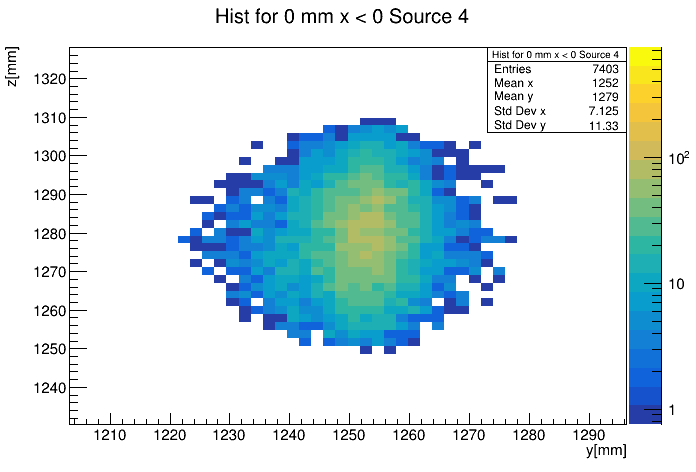 Hist for 0 mm x < 0 Source 4
z[mm]
Hist for 0 mm x < 0 Source 4
Entries 7403
Mean x 1252
Mean y 1279
Std Dev x 7.125
Std Dev y 11.33
1320
1310
1300
1290
1280
1270
1260
1250
1240
10²
10
1
1210 1220 1230 1240 1250 1260 1270 1280 1290
y[mm]